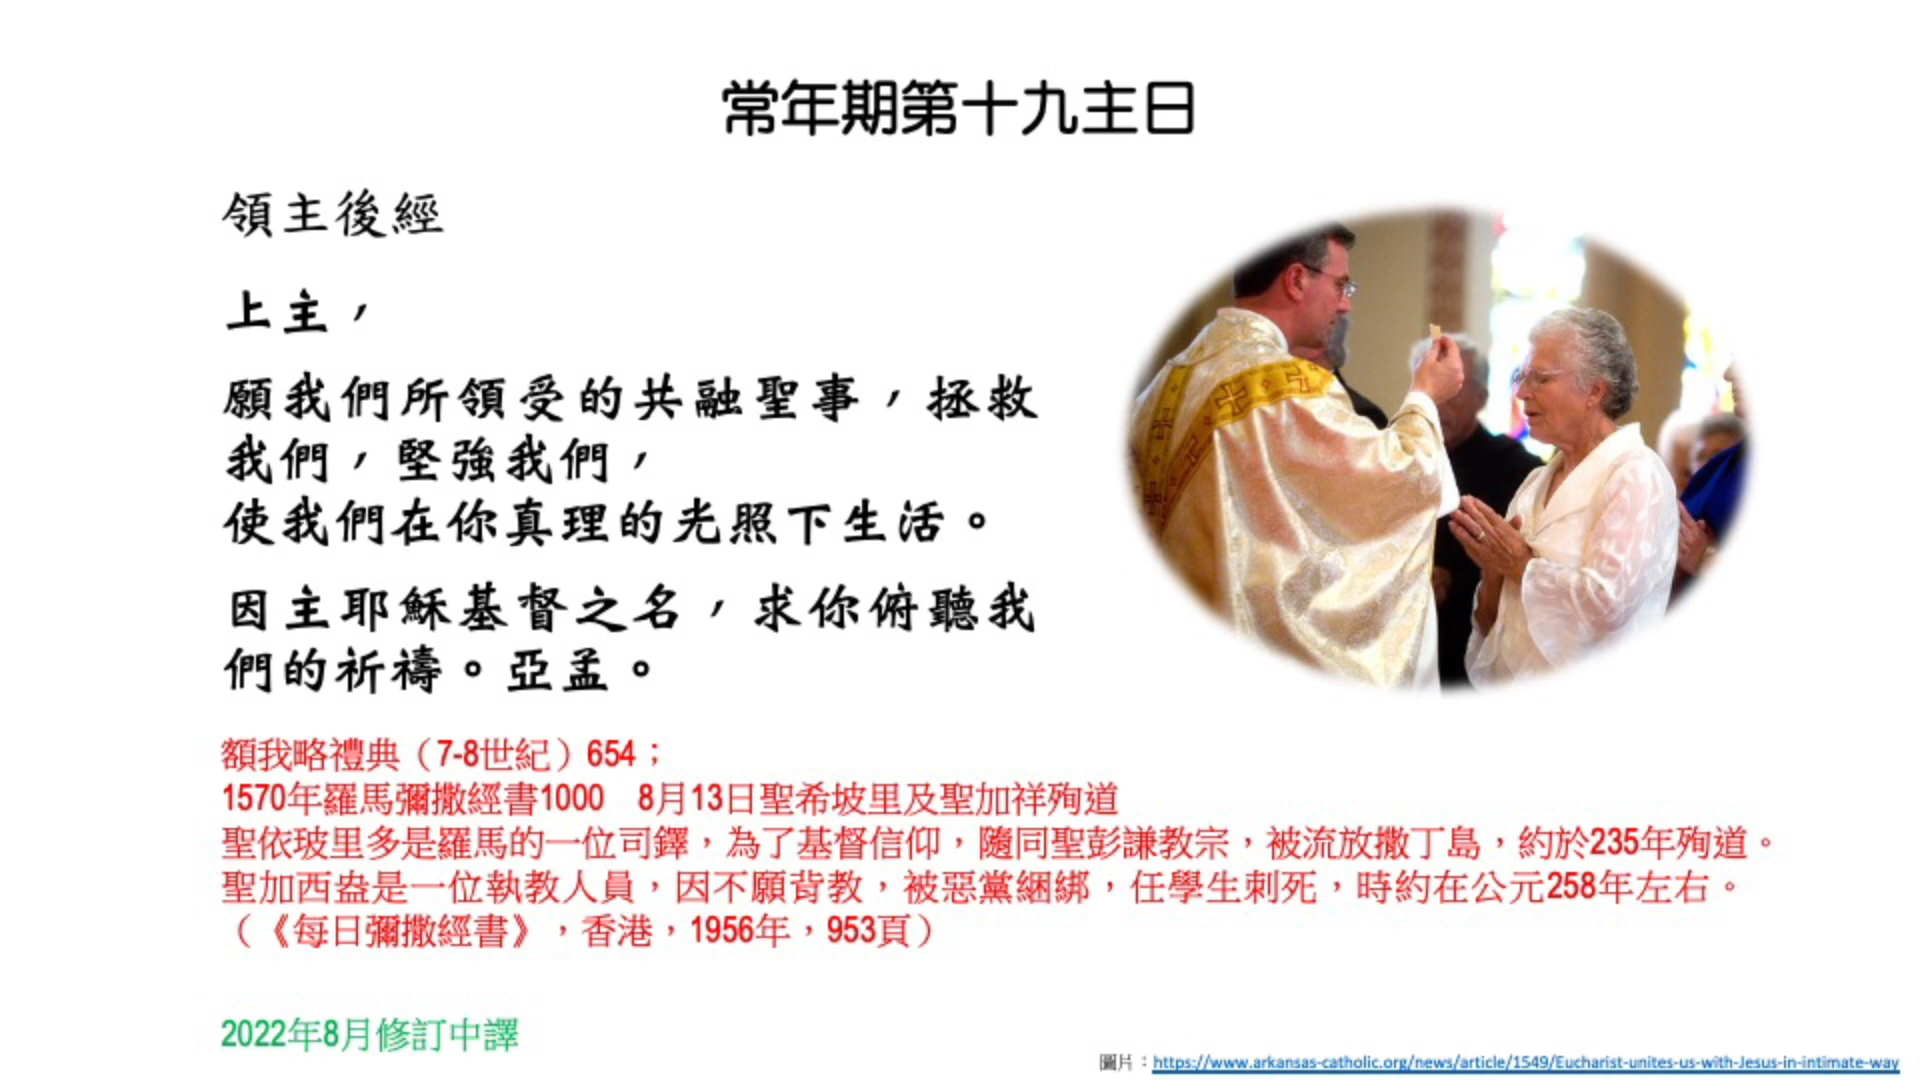 常年期第十九主日
領主後經
上主，
願我們所領受的共融聖事，拯救
我們，堅強我們，
使我們在你真理的光照下生活。
因主耶穌基督之名，求你俯聽我
們的祈禱。亞孟。
額我略禮典（7-8世紀）654；
1570年羅馬彌撒經書1000　8月13日聖希坡里及聖加祥殉道
聖依玻里多是羅馬的一位司鐸，為了基督信仰，隨同聖彭謙教宗，被流放撒丁島，約於235年殉道。
聖加西盎是一位執教人員，因不願背教，被惡黨綑綁，任學生刺死，時約在公元258年左右。
（《每日彌撒經書》，香港，1956年，953頁）
2022年8月修訂中譯
圖片：https://www.arkansas-catholic.org/news/article/1549/Eucharist-unites-us-with-Jesus-in-intimate-way